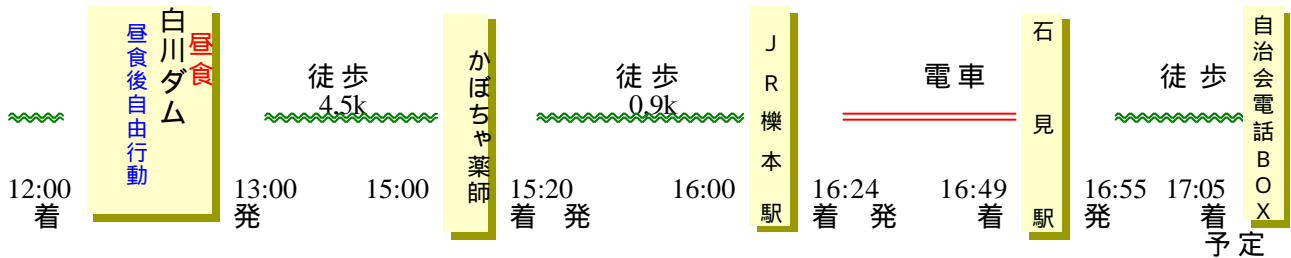 12:00
着
白川ダム
昼食
昼食後自由行動
13:00
発
徒歩
4,5k
15:00
着
かぼちゃ薬師
15:20
発
徒歩
0,9k
16:00
着
JR櫟本駅
16:24
発
電車
16:49
着
石見駅
16:55
発
徒歩
17:05
着
予定
自治会電話BOX